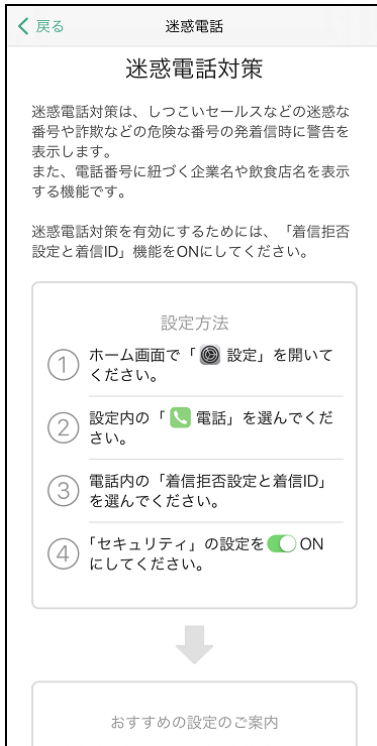 戻る
迷惑電話
迷惑電話対策
迷惑電話対策は、しつこいセールスなどの迷惑な
番号や詐欺などの危険な番号の発着信時に警告を
表示します。
また、電話番号に紐づく企業名や飲食店名を表示
する機能です。
迷惑電話対策を有効にするためには、「着信拒否
設定と着信ID」機能をONにしてください。
設定方法
① ホーム画面で「 設定」を開いて
ください。
② 設定内の「 電話」を選んでくだ
さい。
③ 電話内の「着信拒否設定と着信ID」
を選んでください。
④ 「セキュリティ」の設定を ON
にしてください。
おすすめの設定のご案内